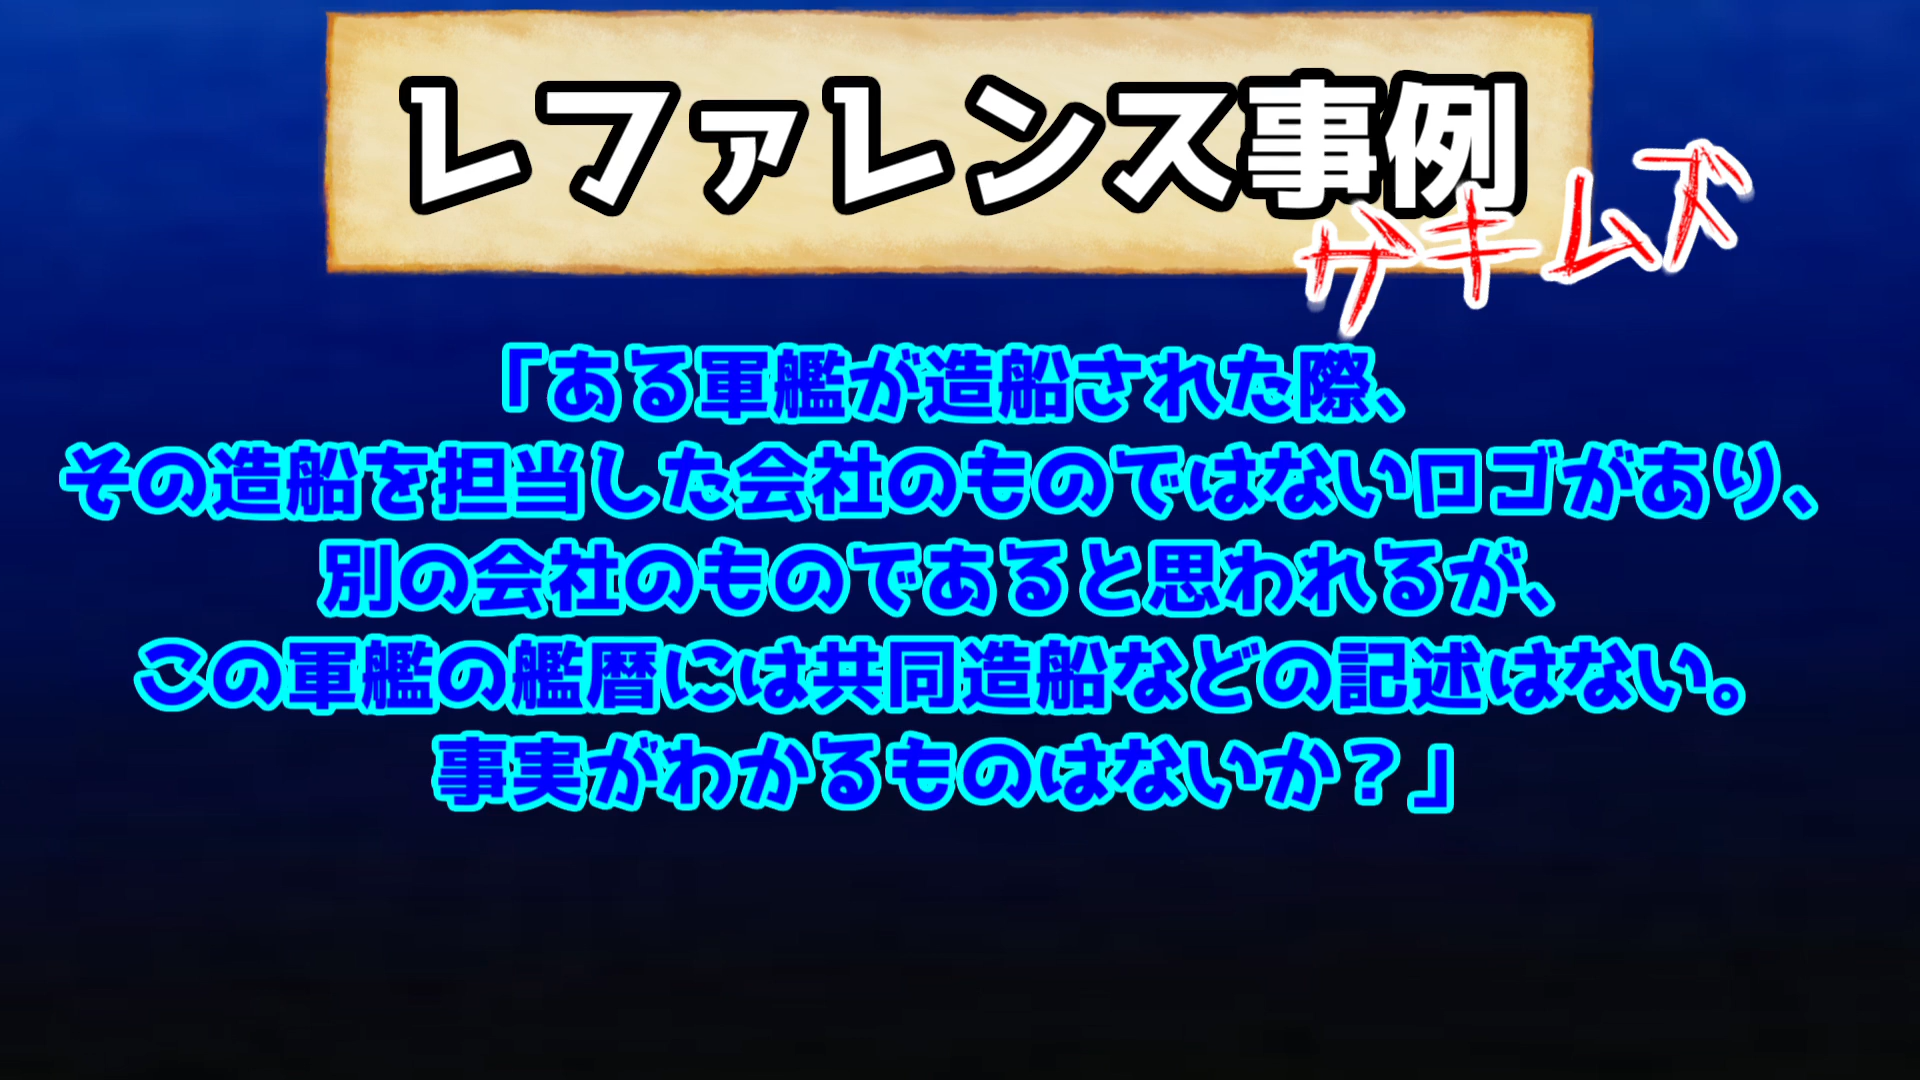 レファレンス事例
ゲキムズ
「ある軍艦が造船された際、
その造船を担当した会社のものではないロゴがあり、
別の会社のものであると思われるが、
この軍艦の艦暦には共同造船などの記述はない。
事実がわかるものはないか？」